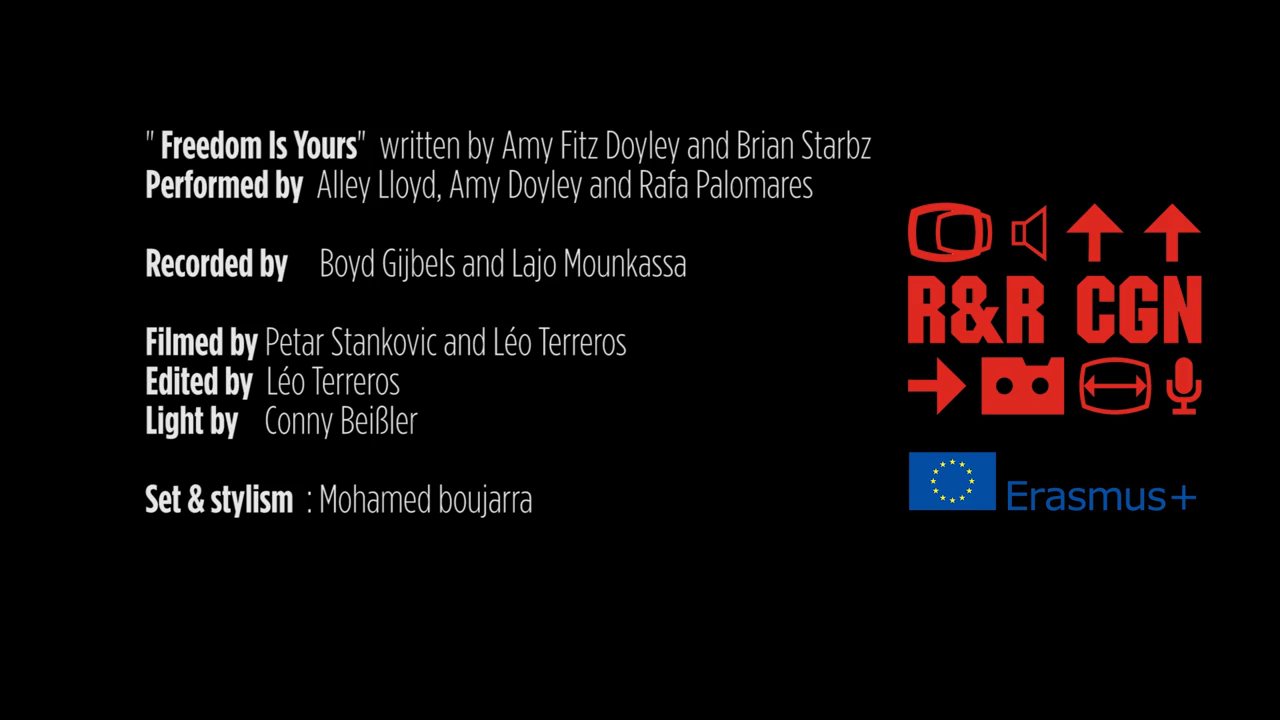 " Freedom Is Yours" written by Amy Fitz Doyley and Brian Starbz
Performed by Alley Lloyd, Amy Doyley and Rafa Palomares
Recorded by Boyd Gijbels and Lajo Mounkassa
Filmed by Petar Stankovic and Léo Terreros
Edited by Léo Terreros
Light by Conny Beißler
Set & stylism : Mohamed boujarra
R&R CGN
Erasmus+